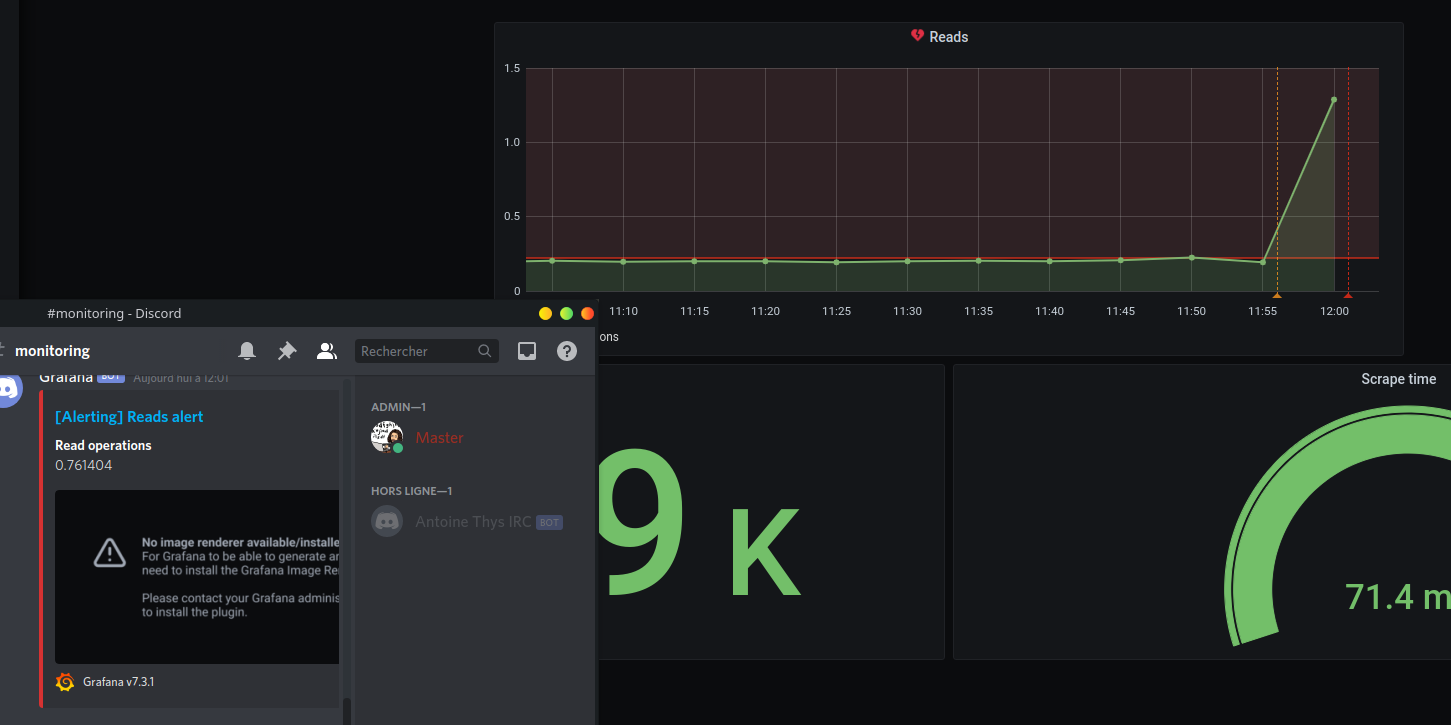 Reads
1.5
1.0
0.5
0
11:10 11:15 11:20 11:25 11:30 11:35 11:40 11:45 11:50 11:55 12:00
ons
#monitoring - Discord
monitoring
Rechercher
Grafana BOT Aujourd'hui à 12:01
[Alerting] Reads alert
Read operations
0.761404
No image renderer available/installe
For Grafana to be able to generate
need to install the Grafana Image Re
Please contact your Grafana adminis
to install the plugin.
Grafana v7.3.1
ADMIN—1
Master
HORS LIGNE—1
Antoine Thys IRC BOT
9 K
Scrape time
71.4 m